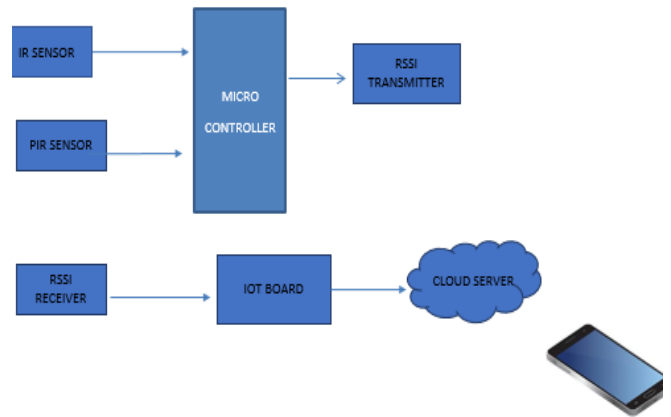 IR SENSOR
RSSI
TRANSMITTER
MICRO
CONTROLLER
PIR SENSOR
RSSI
RECEIVER
IOT BOARD
CLOUD SERVER